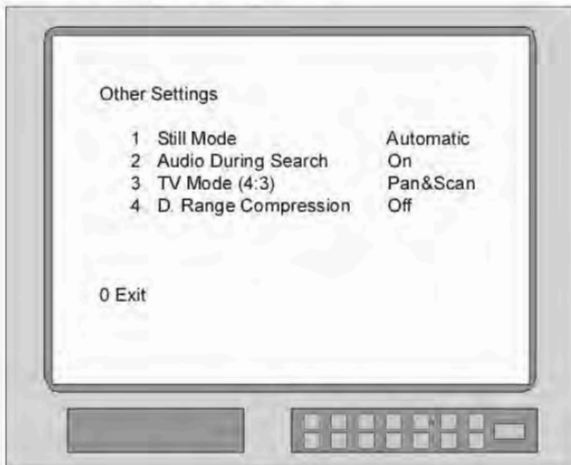 Other Settings
1 Still Mode Automatic
2 Audio During Search On
3 TV Mode (4:3) Pan&Scan
4 D. Range Compression Off
0 Exit